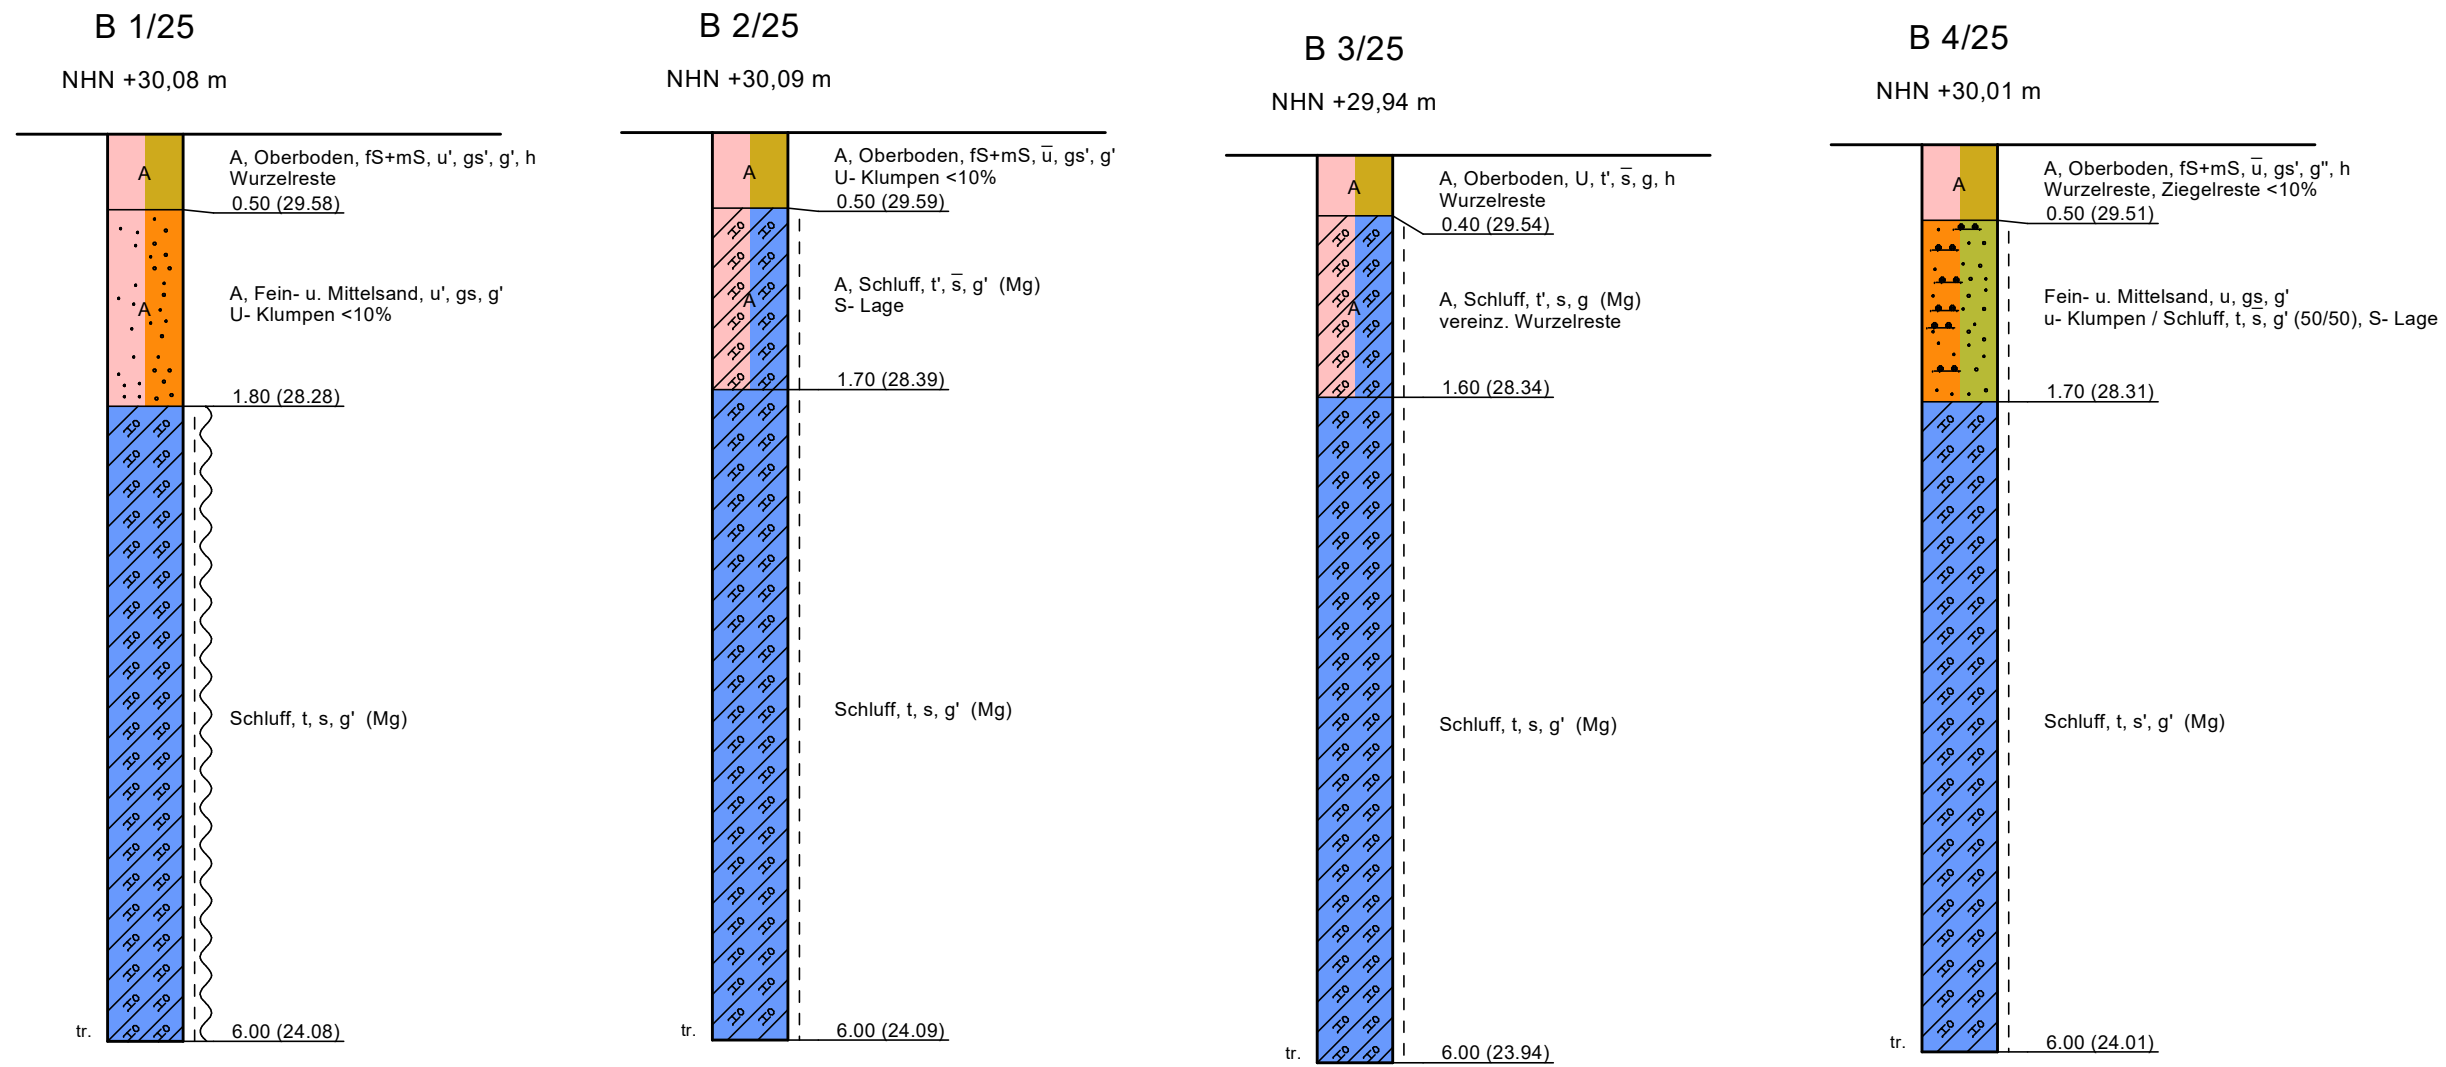 B 1/25
NHN +30,08 m
A
A, Oberboden, fS+mS, u', gs', g', h
Wurzelreste
0.50 (29.58)
A
A, Fein- u. Mittelsand, u', gs, g'
U- Klumpen <10%
1.80 (28.28)
Schluff, t, s, g' (Mg)
tr.
6.00 (24.08)
B 2/25
NHN +30,09 m
A
A, Oberboden, fS+mS, u̅, gs', g'
U- Klumpen <10%
0.50 (29.59)
A
A, Schluff, t', s̅, g' (Mg)
S- Lage
1.70 (28.39)
Schluff, t, s, g' (Mg)
tr.
6.00 (24.09)
B 3/25
NHN +29,94 m
A
A, Oberboden, U, t', s̅, g, h
Wurzelreste
0.40 (29.54)
A
A, Schluff, t', s, g (Mg)
vereinz. Wurzelreste
1.60 (28.34)
Schluff, t, s, g' (Mg)
tr.
6.00 (23.94)
B 4/25
NHN +30,01 m
A
A, Oberboden, fS+mS, u̅, gs', g'', h
Wurzelreste, Ziegelreste <10%
0.50 (29.51)
Fein- u. Mittelsand, u, gs, g'
u- Klumpen / Schluff, t, s̅, g' (50/50), S- Lage
1.70 (28.31)
Schluff, t, s', g' (Mg)
tr.
6.00 (24.01)